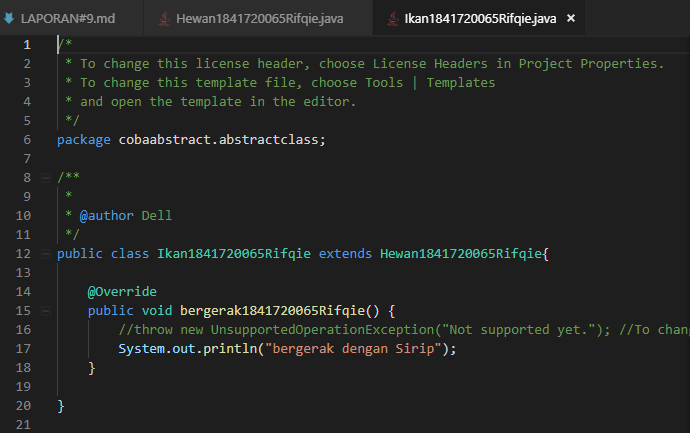 LAPORAN#9.md Hewan1841720065Rifqie.java Ikan1841720065Rifqie.java ×
1 /*
2 * To change this license header, choose License Headers in Project Properties.
3 * To change this template file, choose Tools | Templates
4 * and open the template in the editor.
5 */
6 package cobaabstract.abstractclass;
7
8 /**
9 *
10 * @author Dell
11 */
12 public class Ikan1841720065Rifqie extends Hewan1841720065Rifqie{
13
14 @Override
15 public void bergerak1841720065Rifqie() {
16 //throw new UnsupportedOperationException("Not supported yet."); //To chan
17 System.out.println("bergerak dengan Sirip");
18 }
19
20 }
21